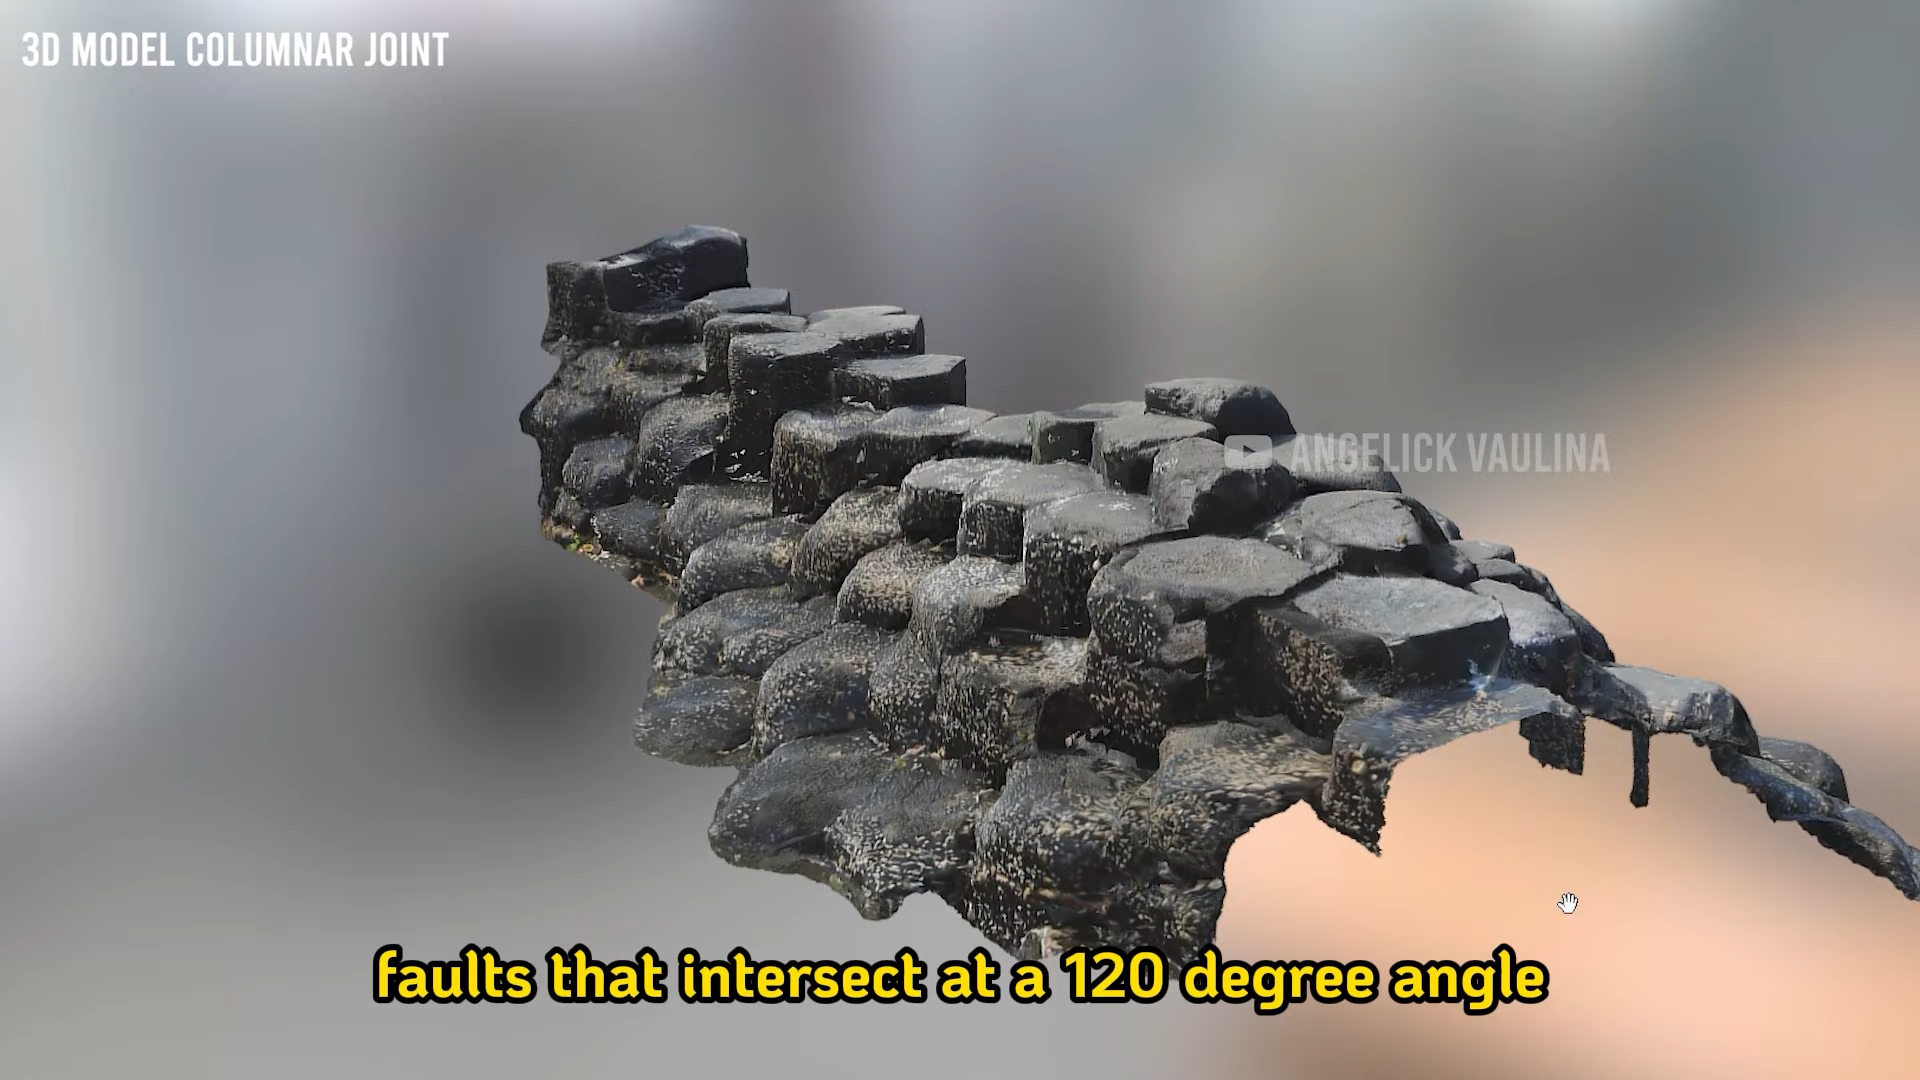 3D MODEL COLUMNAR JOINT
ANGELICK VAULINA
faults that intersect at a 120 degree angle